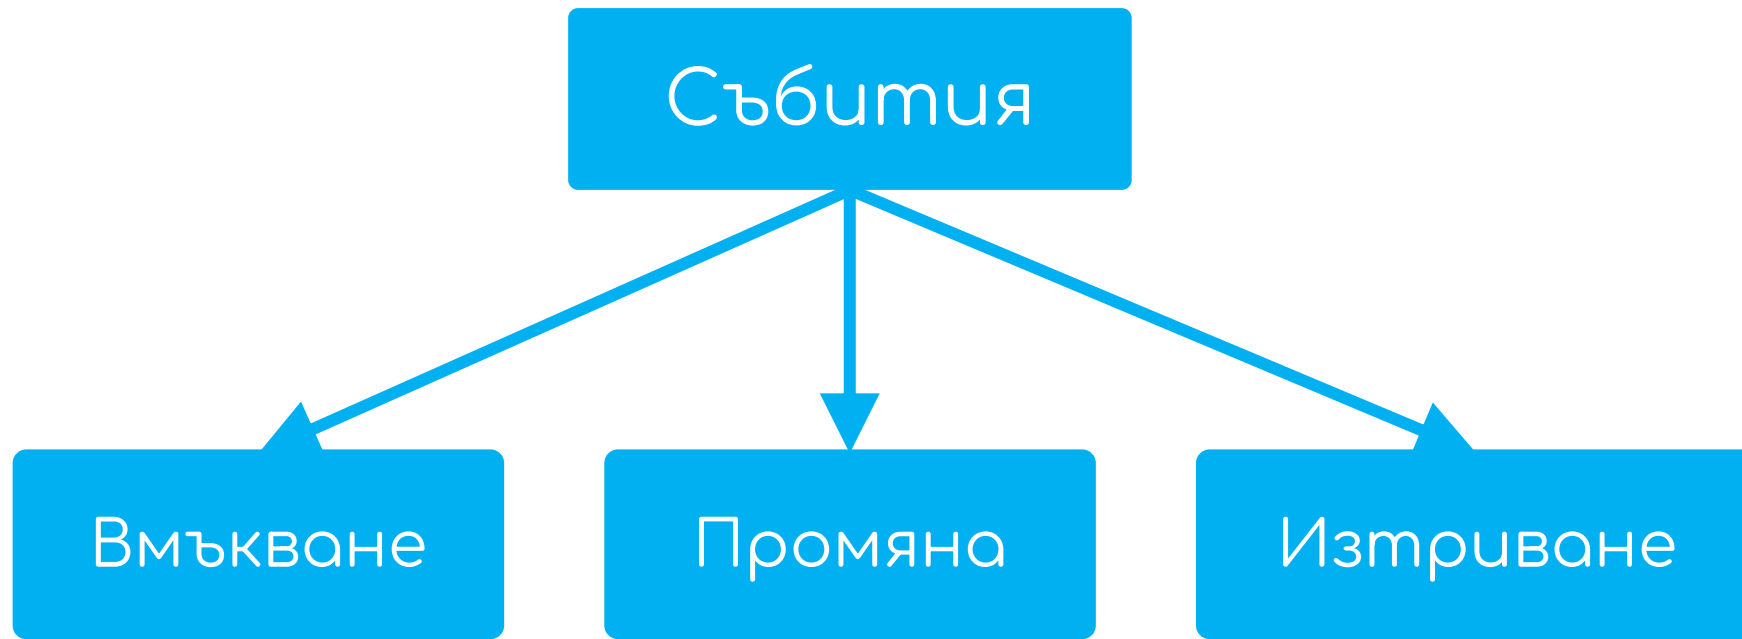 Събития
Вмъкване
Промяна
Изтриване